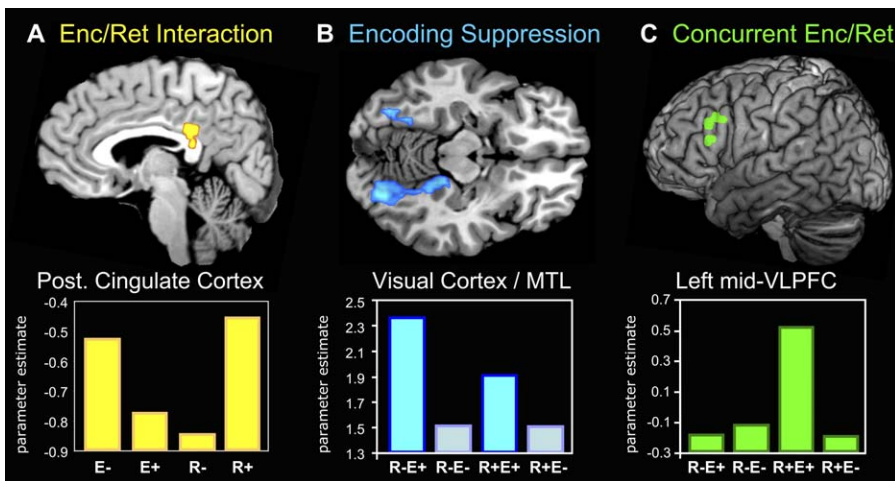 A Enc/Ret Interaction
B Encoding Suppression
C Concurrent Enc/Ret
Post. Cingulate Cortex
parameter estimate
-0.4
-0.5
-0.6
-0.7
-0.8
-0.9
E- E+ R- R+
Visual Cortex / MTL
parameter estimate
2.5
2.3
2.1
1.9
1.7
1.5
1.3
R-E+ R-E- R+E+ R+E-
Left mid-VLPFC
parameter estimate
0.7
0.5
0.3
0.1
-0.1
-0.3
R-E+ R-E- R+E+ R+E-